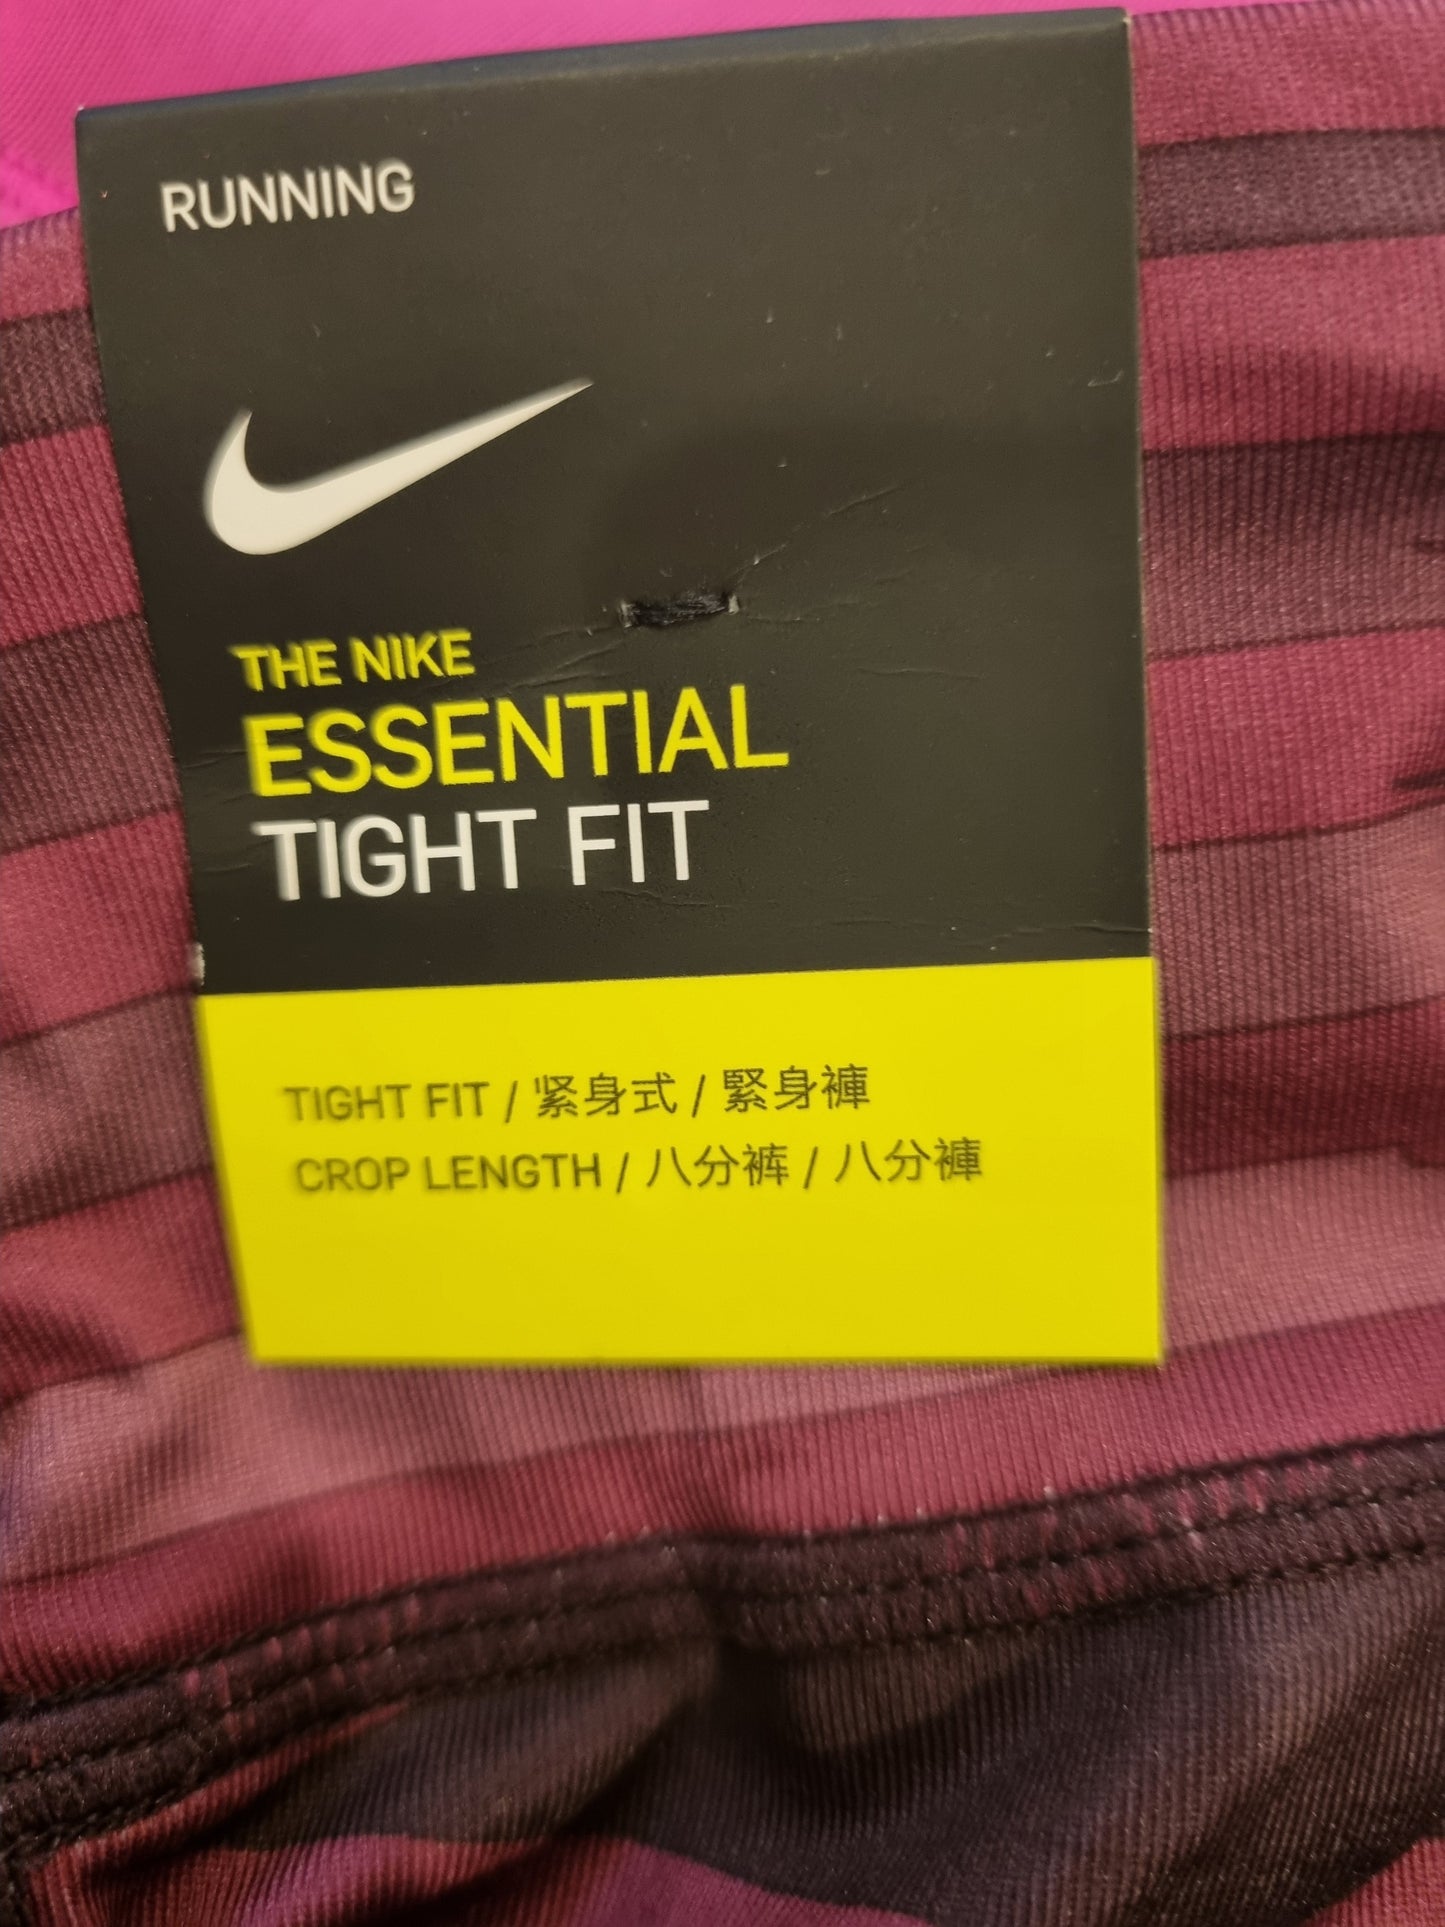 RUNNING
THE NIKE
ESSENTIAL
TIGHT FIT
TIGHT FIT / 紧身式 / 緊身褲
CROP LENGTH / 八分裤 / 八分褲